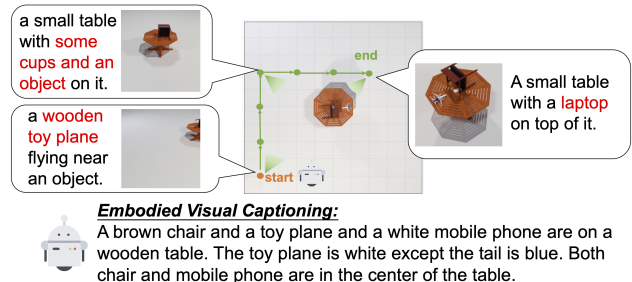 a small table
with some
cups and an
object on it.
a wooden
toy plane
flying near
an object.
end
start
A small table
with a laptop
on top of it.
Embodied Visual Captioning:
A brown chair and a toy plane and a white mobile phone are on a
wooden table. The toy plane is white except the tail is blue. Both
chair and mobile phone are in the center of the table.